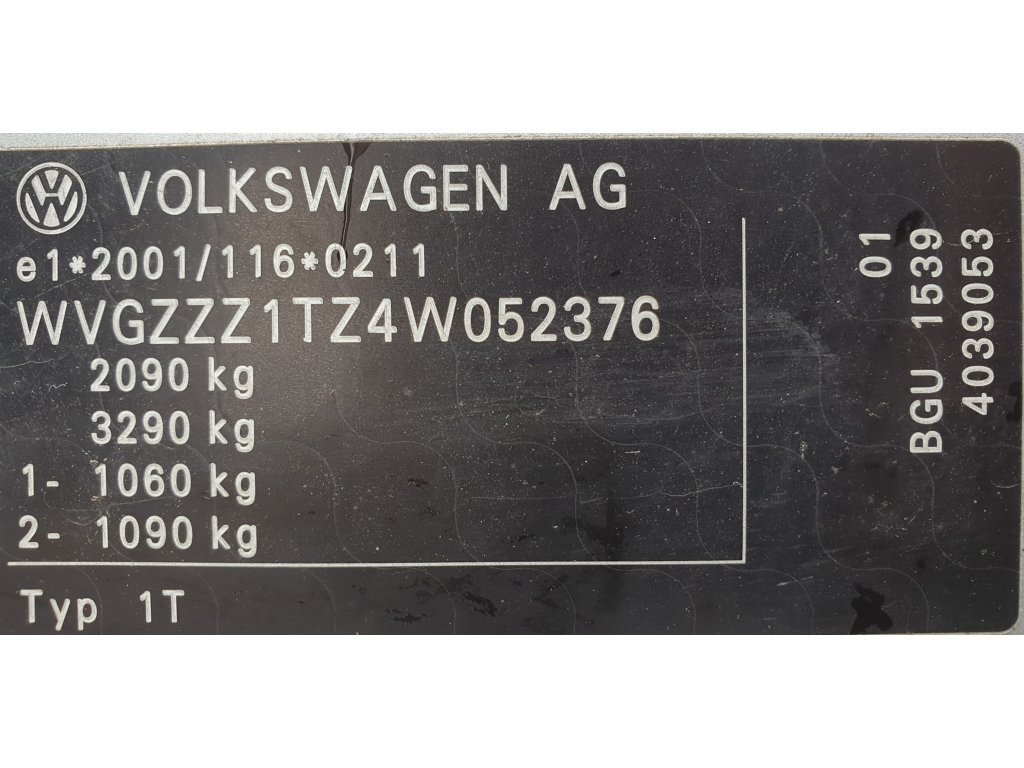 VOLKSWAGEN AG
e1*2001/116*0211
WVGZZZ1TZ4W052376
2090 kg
3290 kg
1- 1060 kg
2- 1090 kg
Typ 1T
01
BGU 1539
4039053